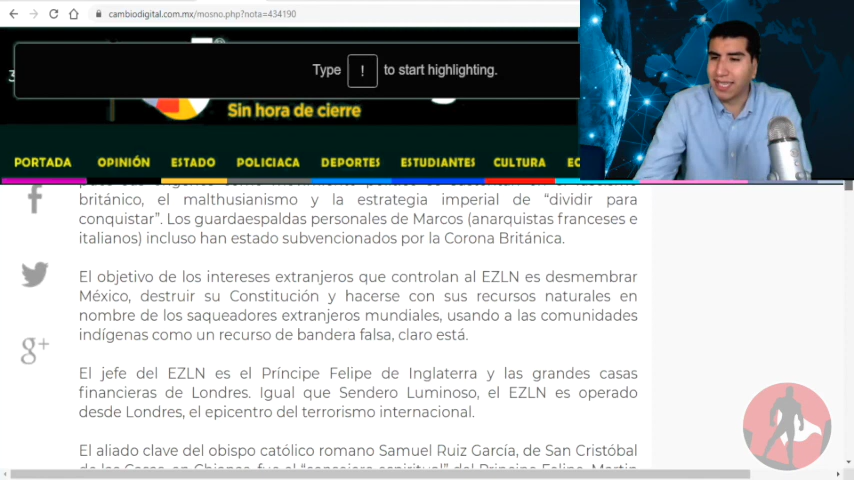 cambiodigital.com.mx/mosno.php?nota=434190
Type ! to start highlighting.
Sin hora de cierre
PORTADA OPINIÓN ESTADO POLICIACA DEPORTES ESTUDIANTES CULTURA
británico, el malthusianismo y la estrategia imperial de “dividir para
conquistar”. Los guardaespaldas personales de Marcos (anarquistas franceses e
italianos) incluso han estado subvencionados por la Corona Británica.
El objetivo de los intereses extranjeros que controlan al EZLN es desmembrar
México, destruir su Constitución y hacerse con sus recursos naturales en
nombre de los saqueadores extranjeros mundiales, usando a las comunidades
indígenas como un recurso de bandera falsa, claro está.
El jefe del EZLN es el Príncipe Felipe de Inglaterra y las grandes casas
financieras de Londres. Igual que Sendero Luminoso, el EZLN es operado
desde Londres, el epicentro del terrorismo internacional.
El aliado clave del obispo católico romano Samuel Ruiz García, de San Cristóbal